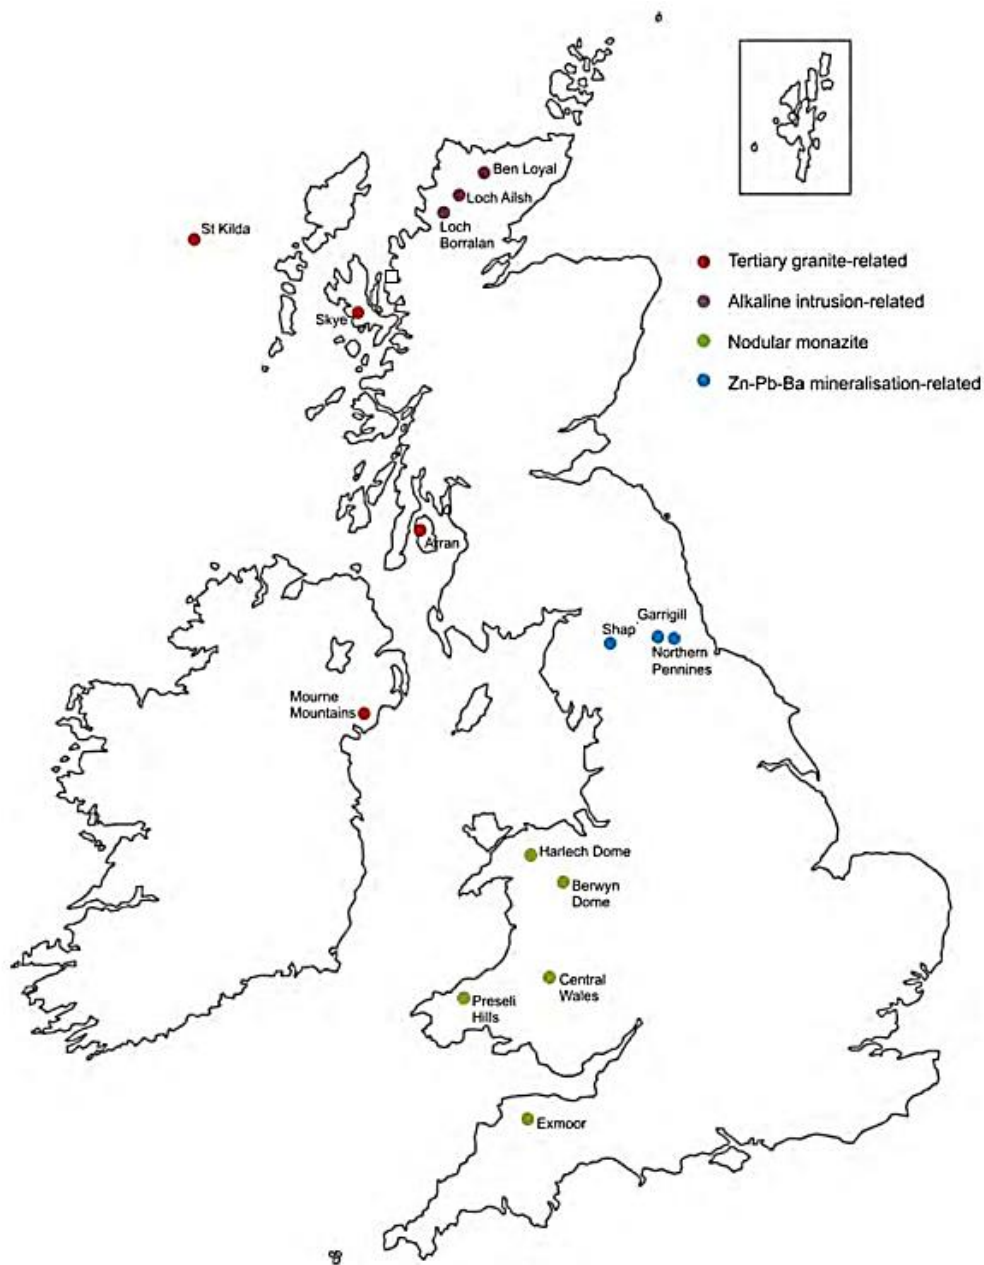 Ben Loyal
Loch Ailsh
Loch
Borralan
St Kilda
Tertiary granite-related
Alkaline intrusion-related
Skye
Nodular monazite
Zn-Pb-Ba mineralisation-related
Arran
Garrigill
Shap
Northern
Pennines
Mourne
Mountains
Harlech Dome
Berwyn
Dome
Central
Wales
Preseli
Hills
Exmoor